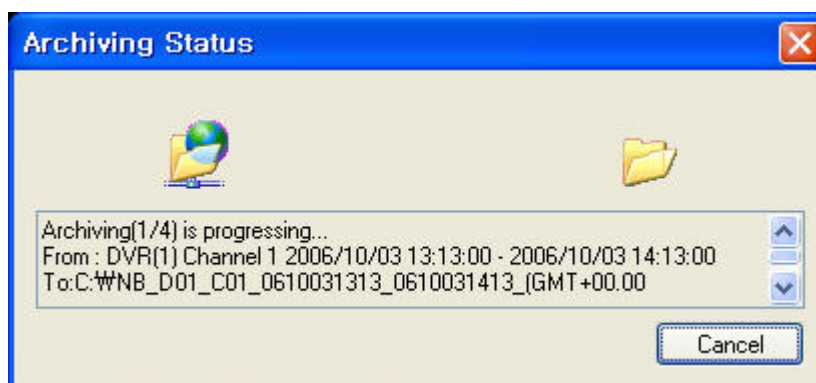 Archiving Status
Archiving(1/4) is progressing...
From : DVR(1) Channel 1 2006/10/03 13:13:00 - 2006/10/03 14:13:00
To:C:₩NB_D01_C01_0610031313_0610031413_(GMT+00.00
Cancel